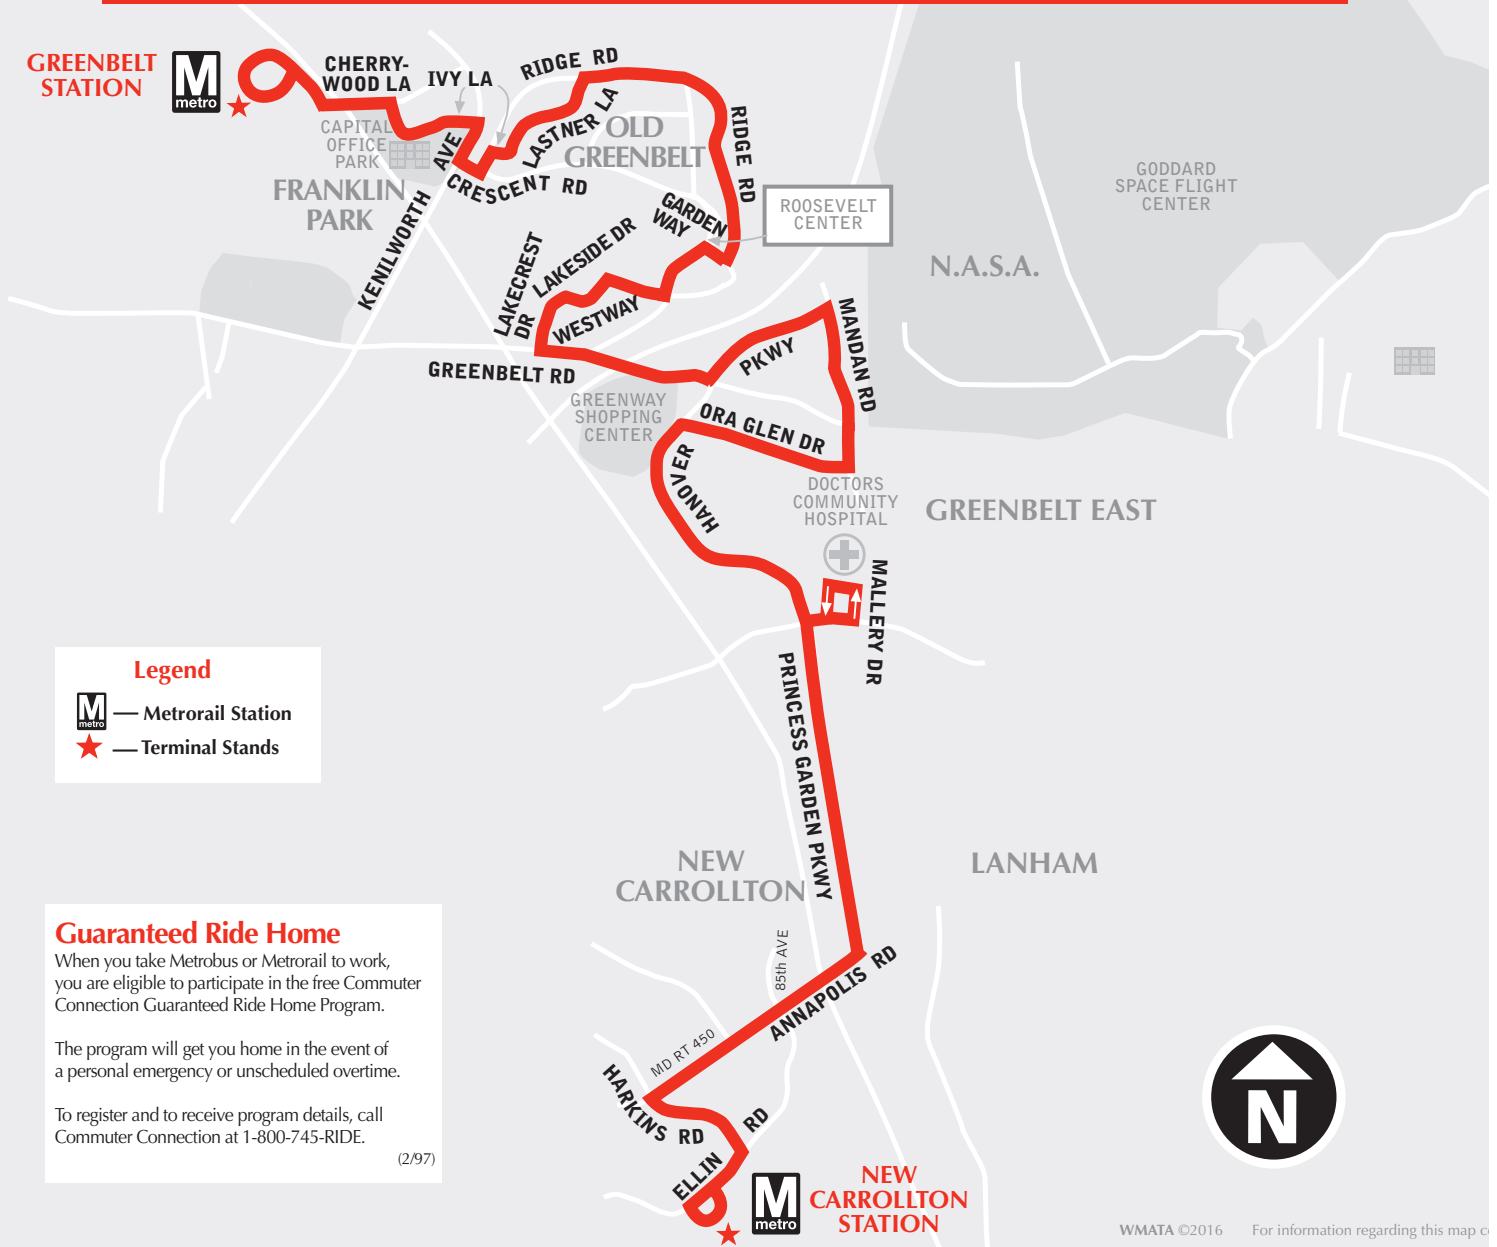 GREENBELT
STATION
M
metro
CHERRY-
WOOD LA
IVY LA
RIDGE RD
LASTNER LA
OLD
GREENBELT
RIDGE RD
CAPITAL
OFFICE
PARK
FRANKLIN
PARK
KENILWORTH AVE
CRESCENT RD
GARDEN
WAY
ROOSEVELT
CENTER
GODDARD
SPACE FLIGHT
CENTER
N.A.S.A.
LAKECREST
DR
LAKESIDE DR
WESTWAY
GREENBELT RD
PKWY
MANDAN RD
GREENWAY
SHOPPING
CENTER
ORA GLEN DR
HANOVER
DOCTORS
COMMUNITY
HOSPITAL
GREENBELT EAST
MALLERY DR
PRINCESS GARDEN PKWY
Legend
M
metro
— Metrorail Station
— Terminal Stands
NEW
CARROLLTON
LANHAM
Guaranteed Ride Home
When you take Metrobus or Metrorail to work,
you are eligible to participate in the free Commuter
Connection Guaranteed Ride Home Program.
The program will get you home in the event of
a personal emergency or unscheduled overtime.
To register and to receive program details, call
Commuter Connection at 1-800-745-RIDE.
(2/97)
85th AVE
ANNAPOLIS RD
MD RT 450
HARKINS RD
ELLIN RD
M
metro
NEW
CARROLLTON
STATION
N
WMATA ©2016 For information regarding this map